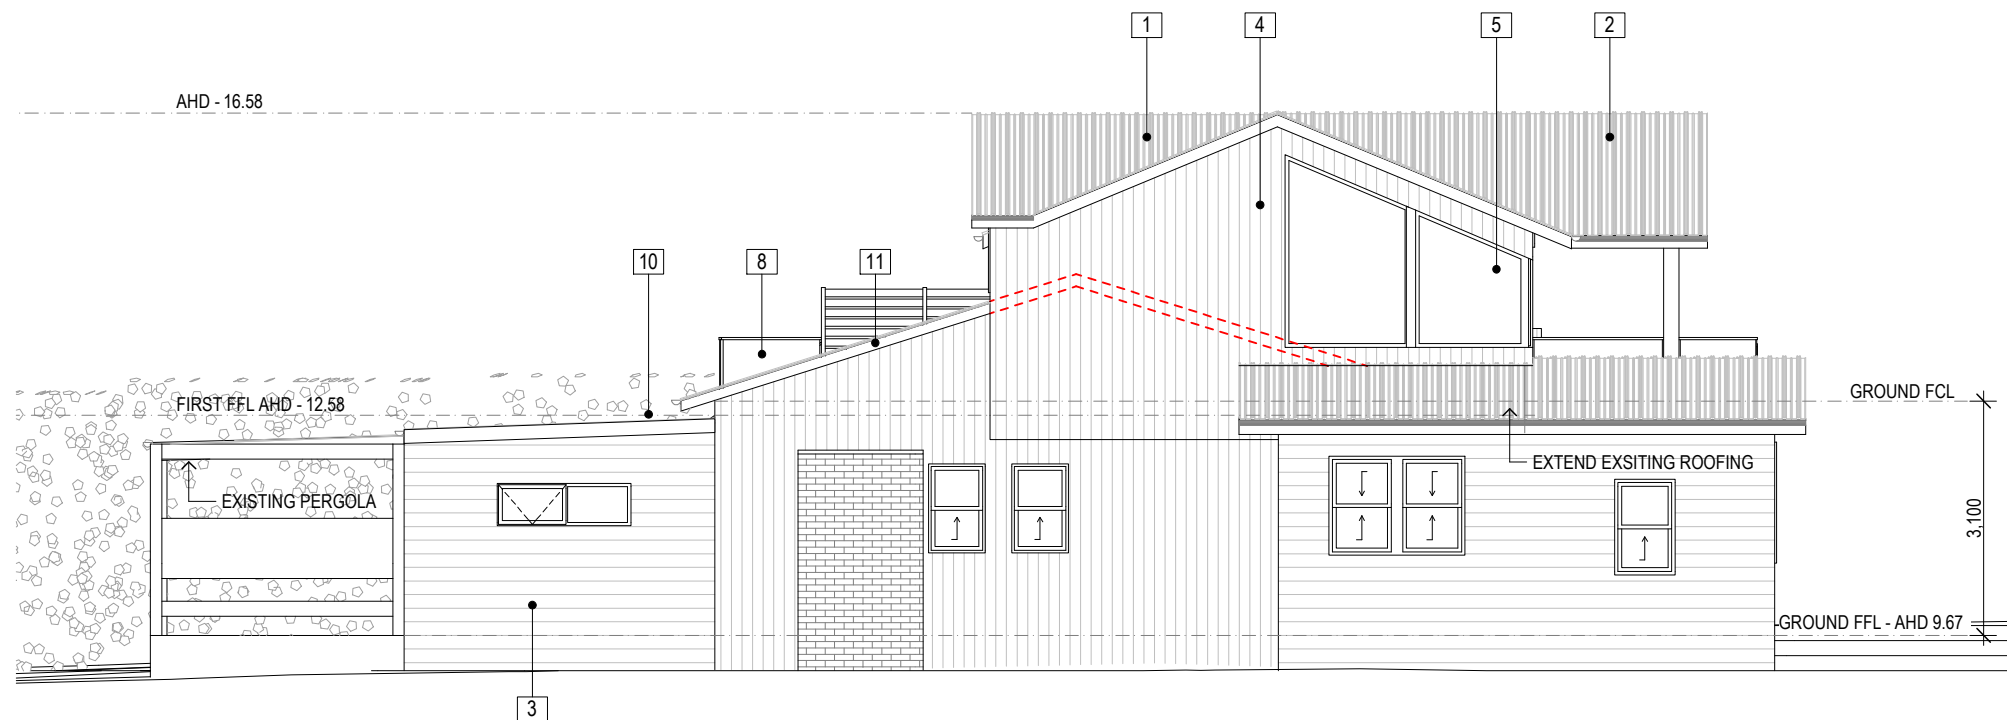 1
4
5
2
AHD - 16.58
10
8
11
FIRST FFL AHD - 12.58
GROUND FCL
EXTEND EXSITING ROOFING
EXISTING PERGOLA
3,100
GROUND FFL - AHD 9.67
3